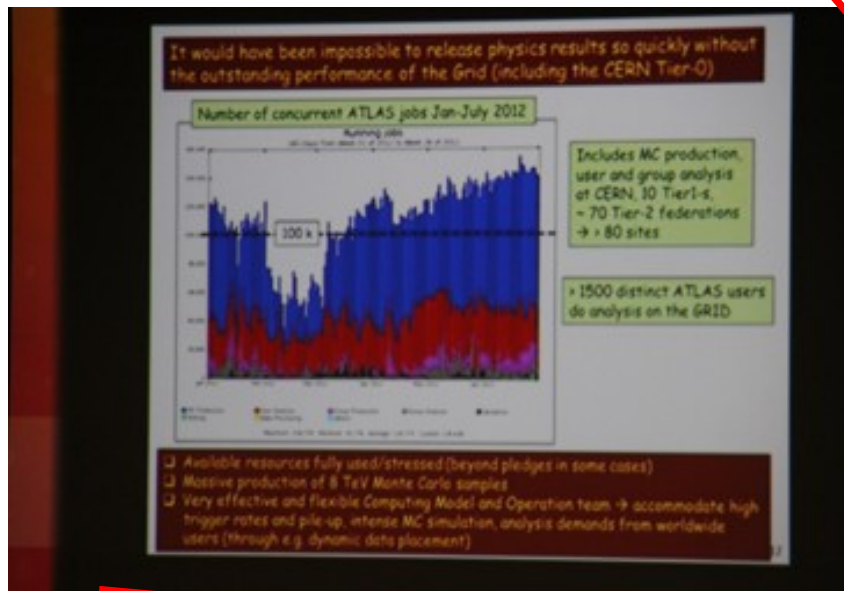 It would have been impossible to release physics results so quickly without
the outstanding performance of the Grid (including the CERN Tier-0)
Number of concurrent ATLAS jobs Jan-July 2012
Running jobs
100 k
Includes MC production,
user and group analysis
at CERN, 10 Tier1-s,
~ 70 Tier-2 federations
→ > 80 sites
> 1500 distinct ATLAS users
do analysis on the GRID
❑ Available resources fully used/stressed (beyond pledges in some cases)
❑ Massive production of 8 TeV Monte Carlo samples
❑ Very effective and flexible Computing Model and Operation team → accommodate high
trigger rates and pile-up, intense MC simulation, analysis demands from worldwide
users (through e.g. dynamic data placement)